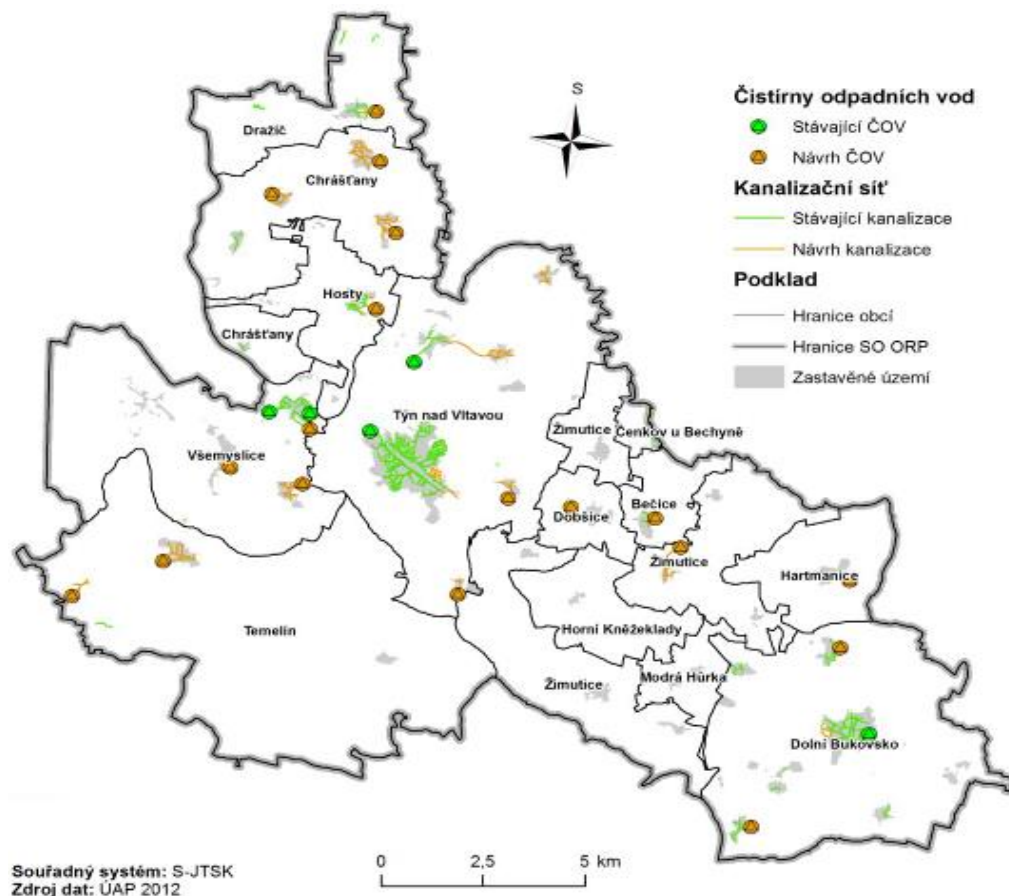 S
Čistírny odpadních vod
Stávající ČOV
Návrh ČOV
Kanalizační síť
Stávající kanalizace
Návrh kanalizace
Podklad
Hranice obcí
Hranice SO ORP
Zastavěné území
Dražíč
Chrášťany
Hosty
Chrášťany
Týn nad Vltavou
Žimutice
Čenkov u Bechyně
Všemyslice
Dobšice
Bečice
Žimutice
Hartmanice
Temelín
Horní Kněžeklady
Žimutice
Modrá Hůrka
Dolní Bukovsko
Souřadný systém: S-JTSK
Zdroj dat: ÚAP 2012
0 2,5 5 km